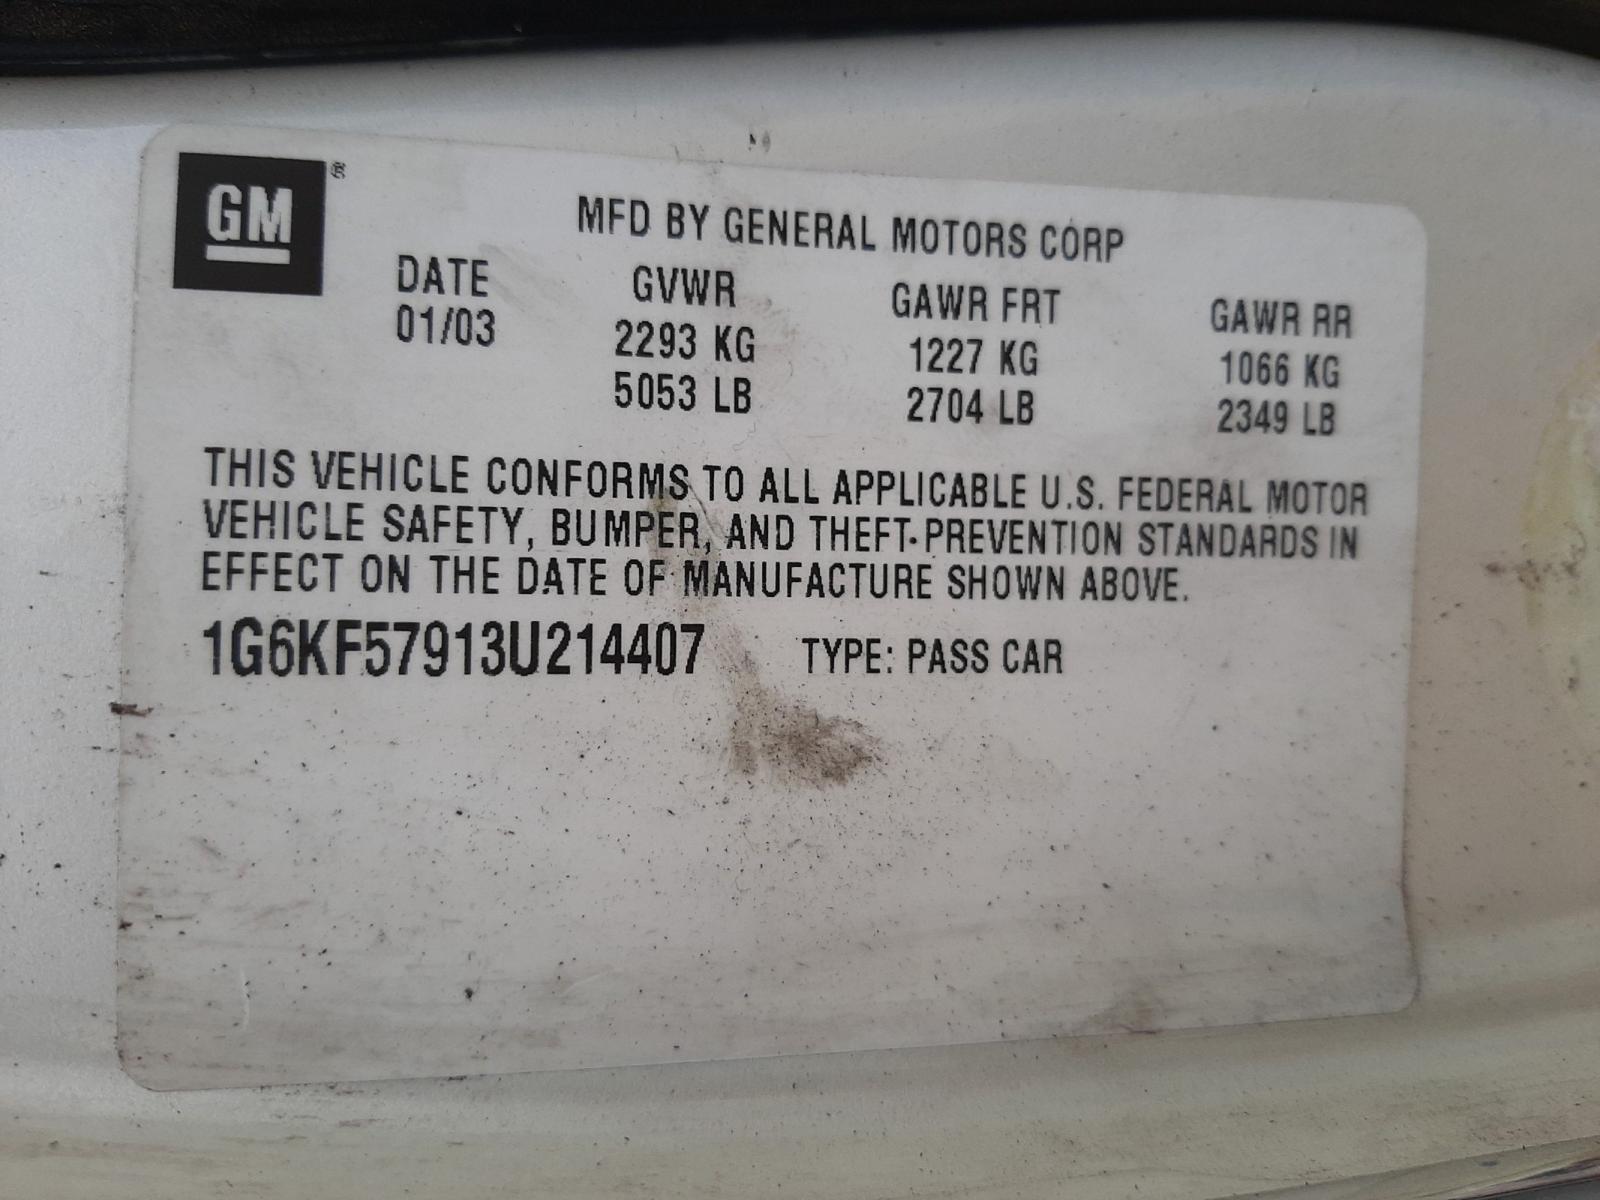 GM®
MFD BY GENERAL MOTORS CORP
DATE GVWR GAWR FRT GAWR RR
01/03 2293 KG 1227 KG 1066 KG
5053 LB 2704 LB 2349 LB
THIS VEHICLE CONFORMS TO ALL APPLICABLE U.S. FEDERAL MOTOR
VEHICLE SAFETY, BUMPER, AND THEFT-PREVENTION STANDARDS IN
EFFECT ON THE DATE OF MANUFACTURE SHOWN ABOVE.
1G6KF57913U214407 TYPE: PASS CAR